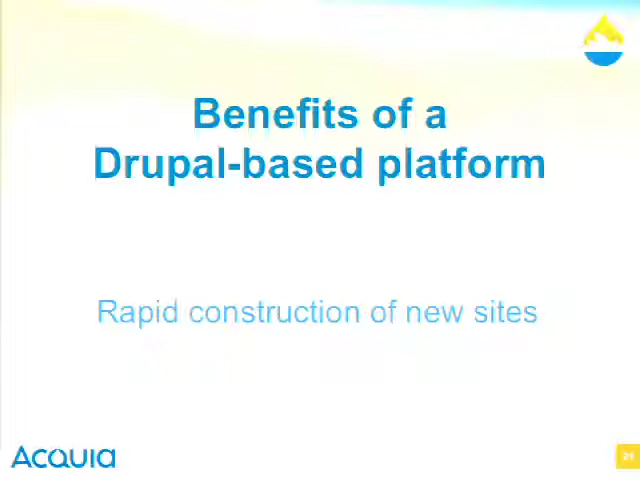 Benefits of a
Drupal-based platform
Rapid construction of new sites
Acquia